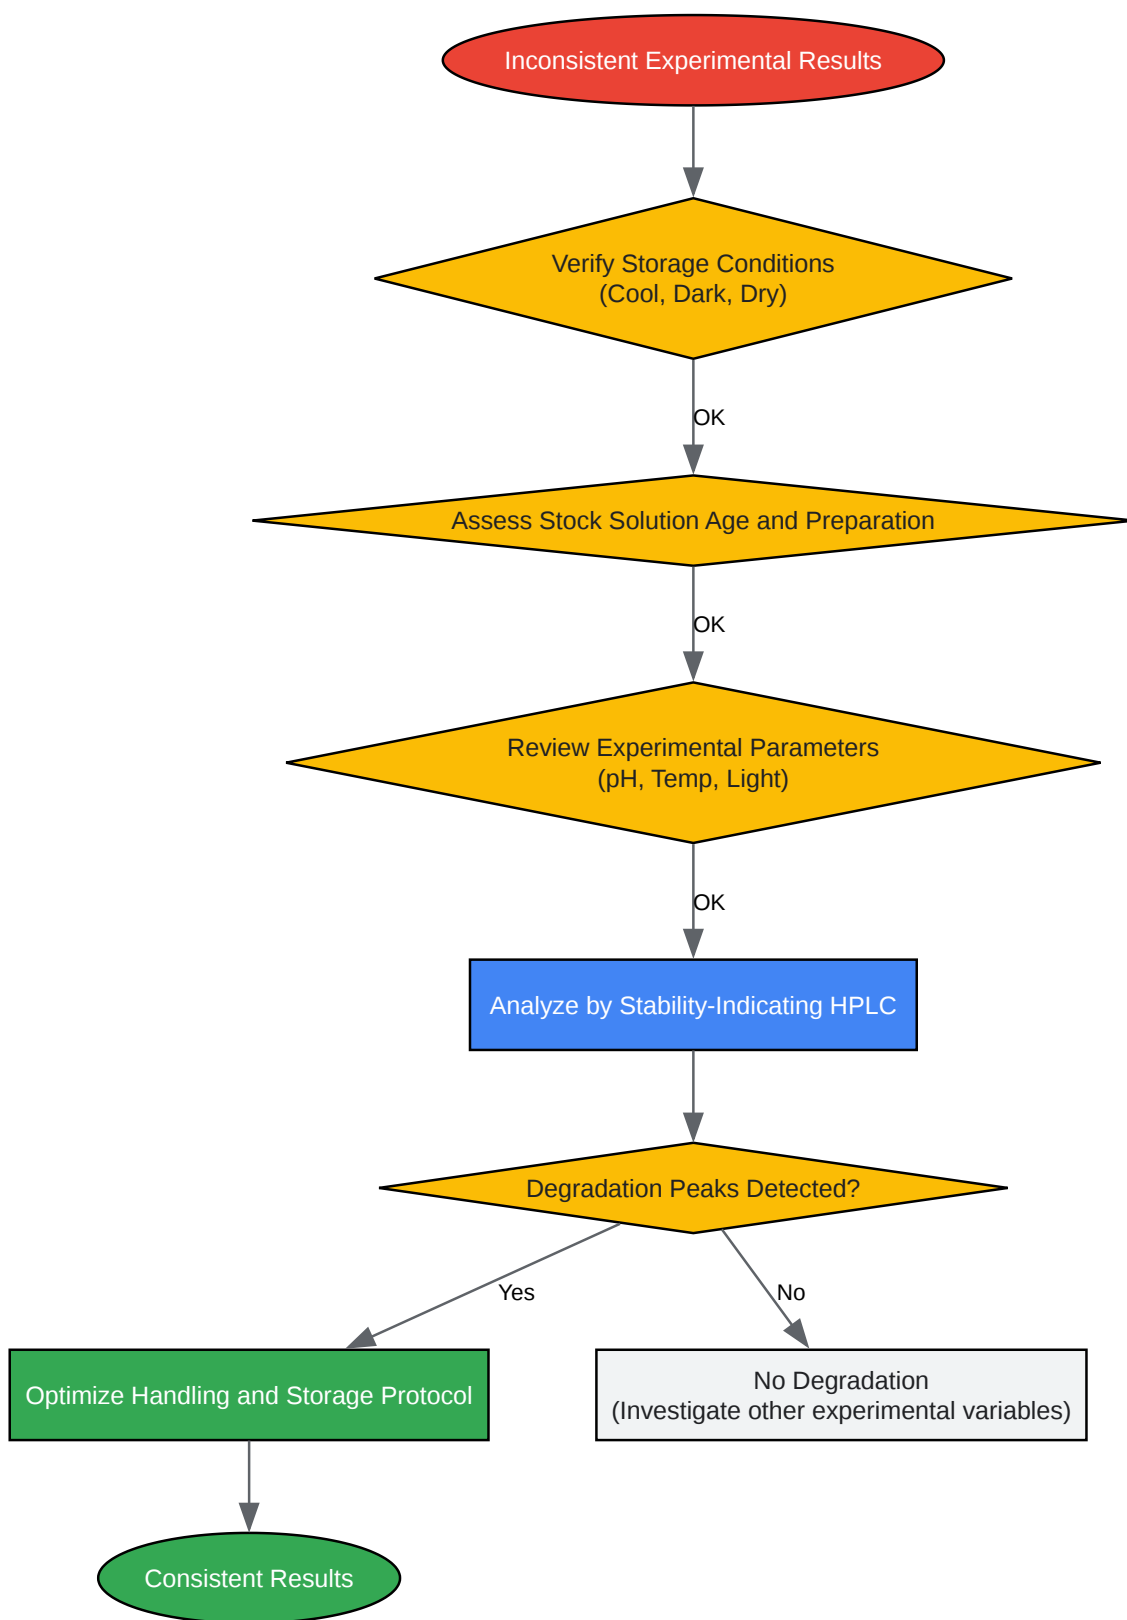 Inconsistent Experimental Results
Verify Storage Conditions
(Cool, Dark, Dry)
OK
Assess Stock Solution Age and Preparation
OK
Review Experimental Parameters
(pH, Temp, Light)
OK
Analyze by Stability-Indicating HPLC
Degradation Peaks Detected?
Yes
No
Optimize Handling and Storage Protocol
No Degradation
(Investigate other experimental variables)
Consistent Results